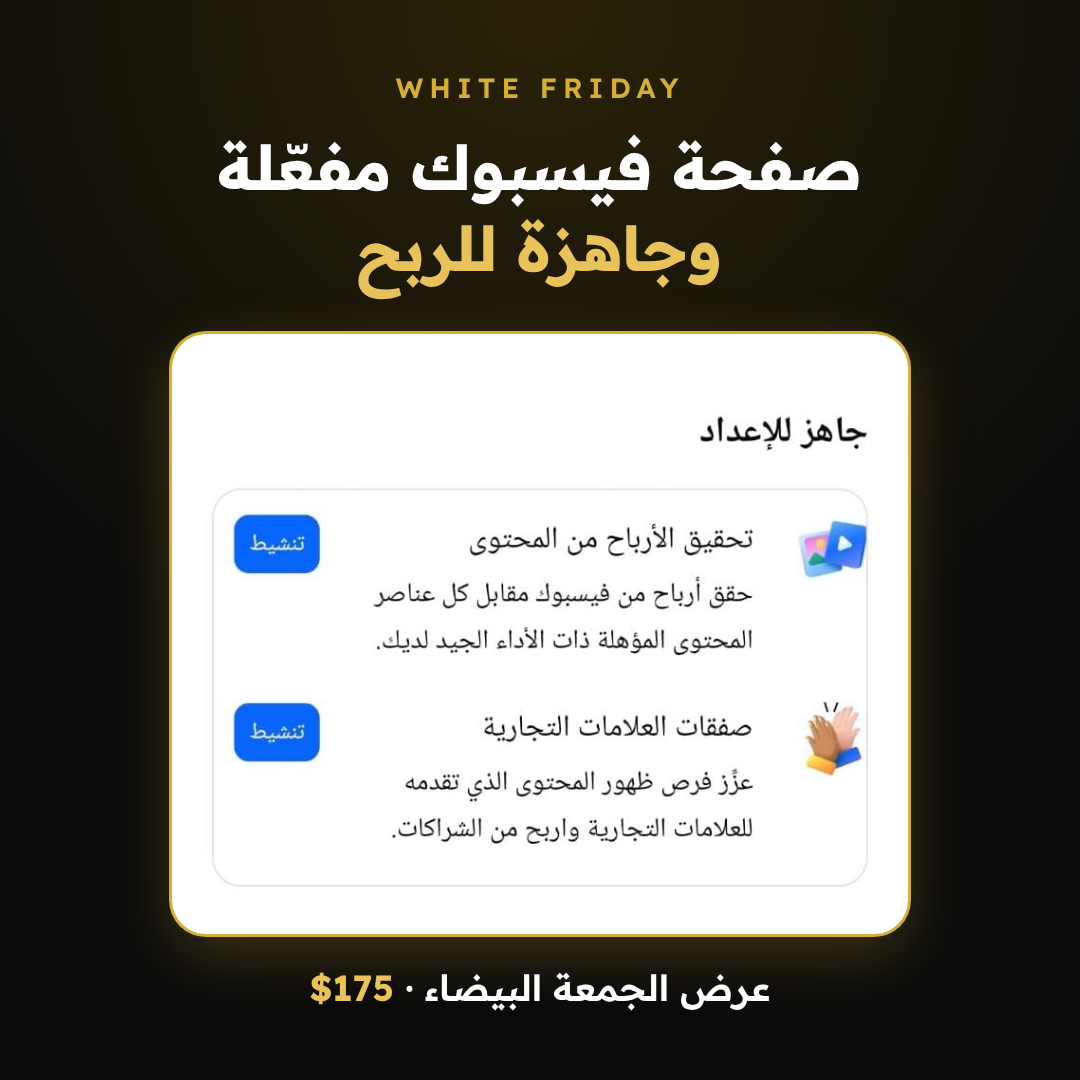 WHITE FRIDAY
صفحة فيسبوك مفعّلة
وجاهزة للربح
جاهز للإعداد
تحقيق الأرباح من المحتوى
تنشيط
حقق أرباح من فيسبوك مقابل كل عناصر
المحتوى المؤهلة ذات الأداء الجيد لديك.
صفقات العلامات التجارية
تنشيط
عزِّز فرص ظهور المحتوى الذي تقدمه
للعلامات التجارية واربح من الشراكات.
عرض الجمعة البيضاء · $175